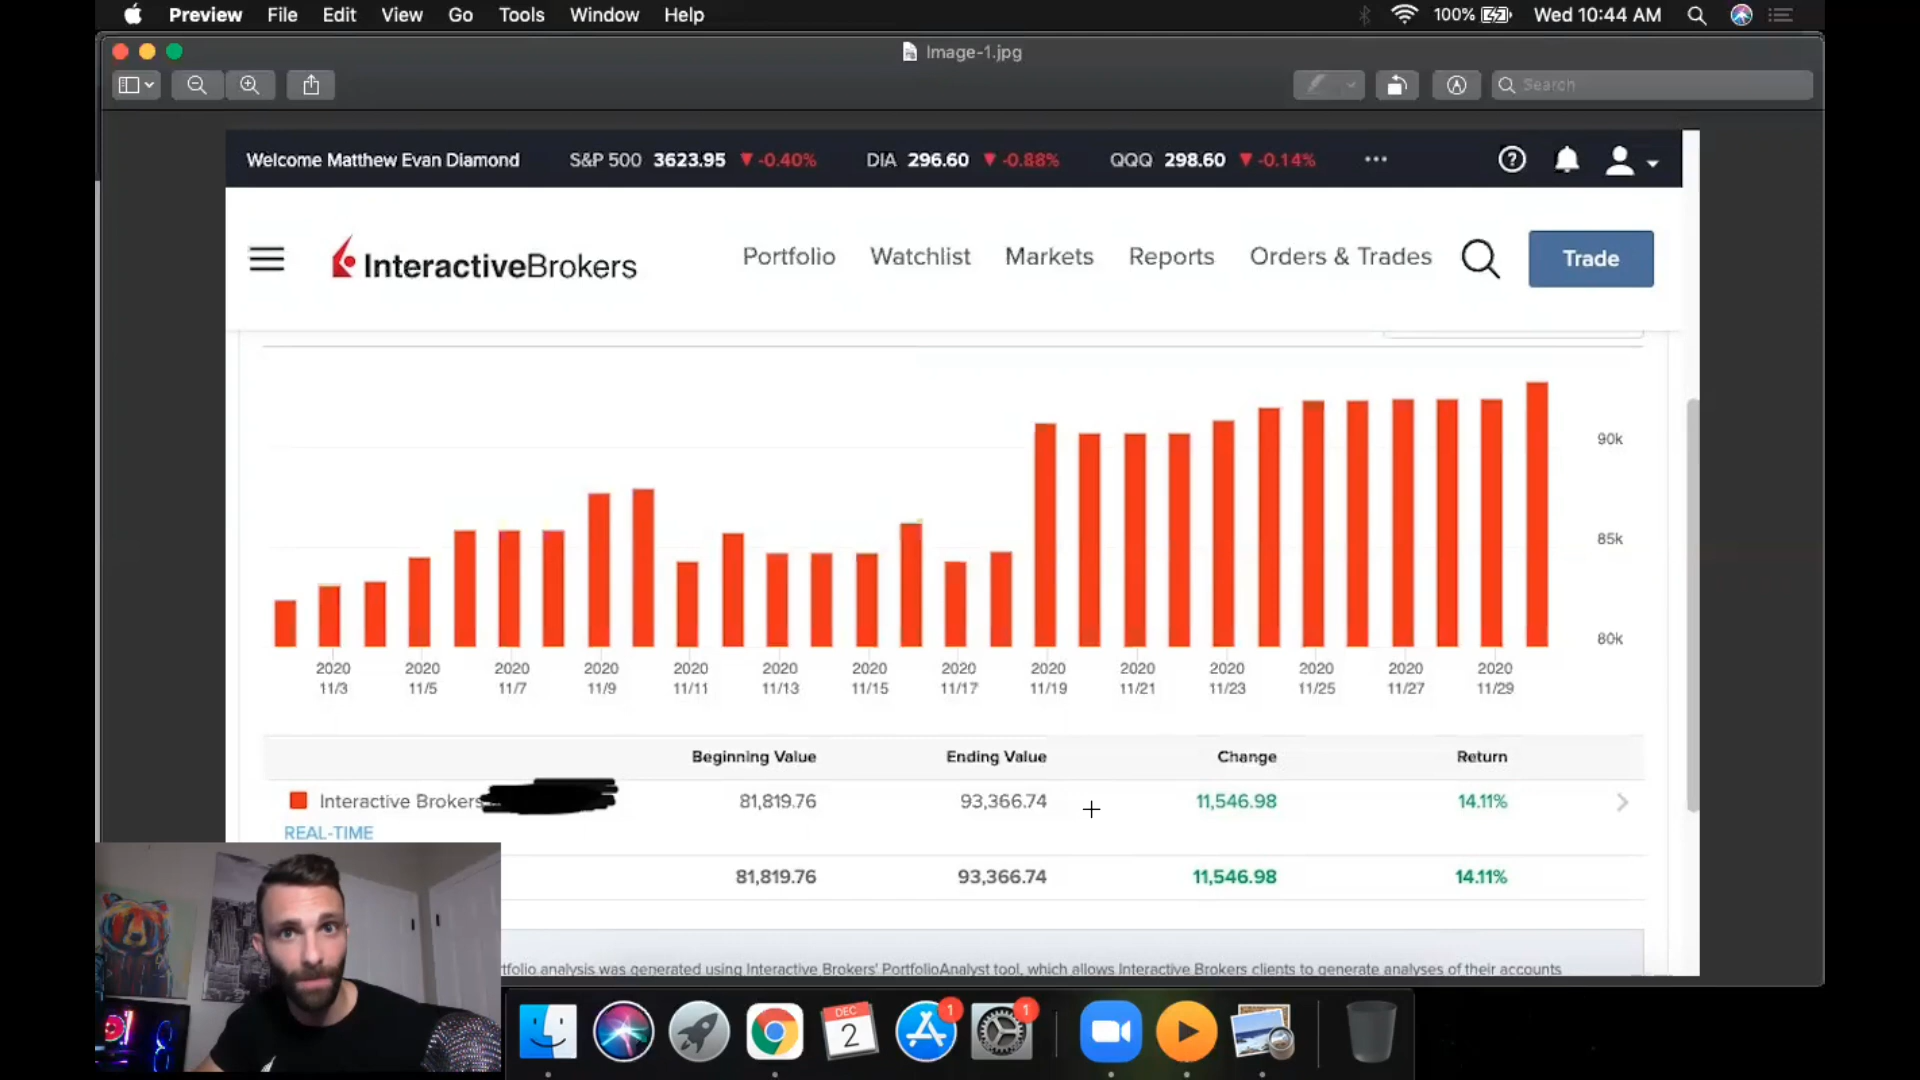 Preview File Edit View Go Tools Window Help 100% Wed 10:44 AM
Image-1.jpg
Search
Welcome Matthew Evan Diamond S&P 500 3623.95 ▼ -0.40% DIA 296.60 ▼ -0.88% QQQ 298.60 ▼ -0.14% ...
InteractiveBrokers Portfolio Watchlist Markets Reports Orders & Trades Trade
90k
85k
80k
2020 2020 2020 2020 2020 2020 2020 2020 2020 2020 2020 2020 2020 2020
11/3 11/5 11/7 11/9 11/11 11/13 11/15 11/17 11/19 11/21 11/23 11/25 11/27 11/29
Beginning Value Ending Value Change Return
Interactive Brokers 81,819.76 93,366.74 11,546.98 14.11%
REAL-TIME
81,819.76 93,366.74 11,546.98 14.11%
tfolio analysis was generated using Interactive Brokers' PortfolioAnalyst tool, which allows Interactive Brokers clients to generate analyses of their accounts
DEC
2
1
1